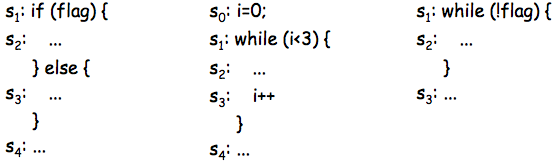 s1: if (flag) {
s2: ...
} else {
s3: ...
}
s4: ...
s0: i=0;
s1: while (i<3) {
s2: ...
s3: i++
}
s4: ...
s1: while (!flag) {
s2: ...
}
s3: ...